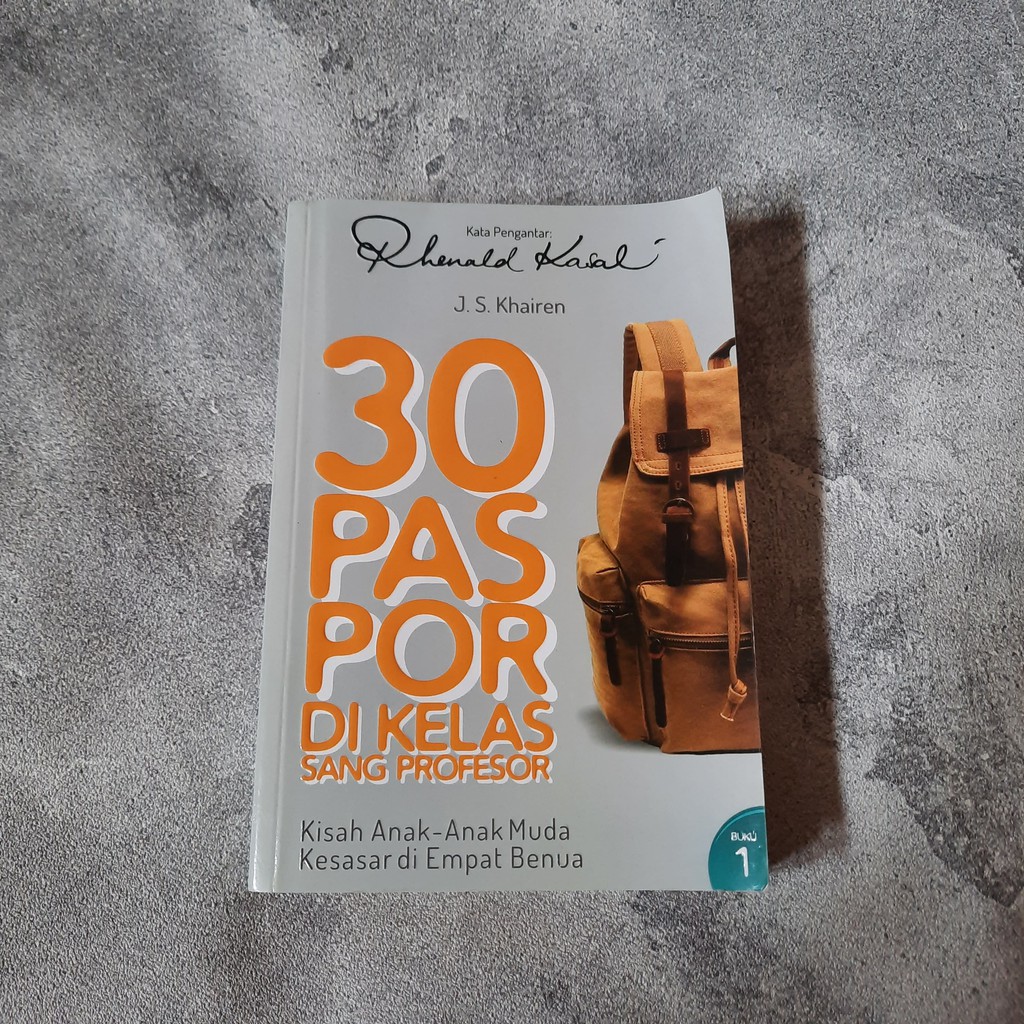 Kata Pengantar:
Rhenald Kasali
J. S. Khairen
30
PAS
POR
DI KELAS
SANG PROFESOR
Kisah Anak-Anak Muda
Kesasar di Empat Benua
BUKU
1